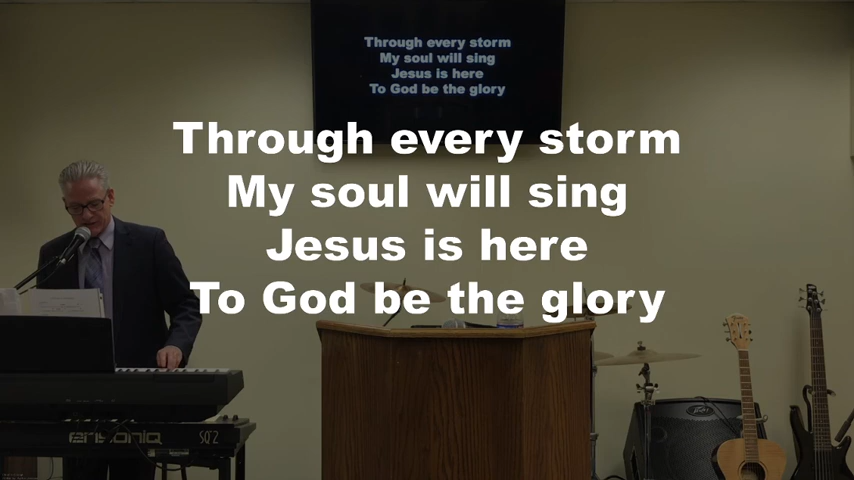 Through every storm
My soul will sing
Jesus is here
To God be the glory
Through every storm
My soul will sing
Jesus is here
To God be the glory
ensoniq SQ2
PEAVEY